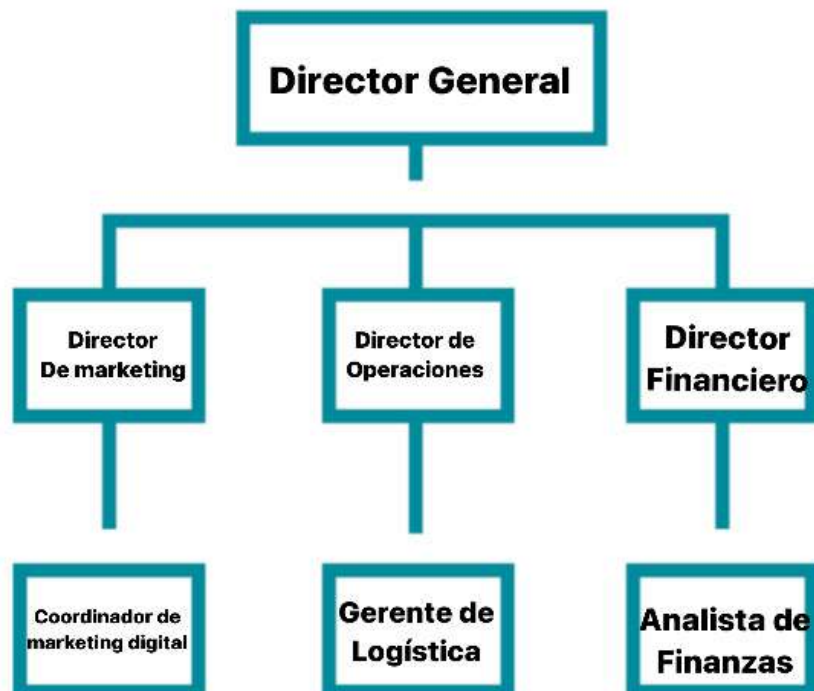 Director General
Director
De marketing
Director de
Operaciones
Director
Financiero
Coordinador de
marketing digital
Gerente de
Logística
Analista de
Finanzas